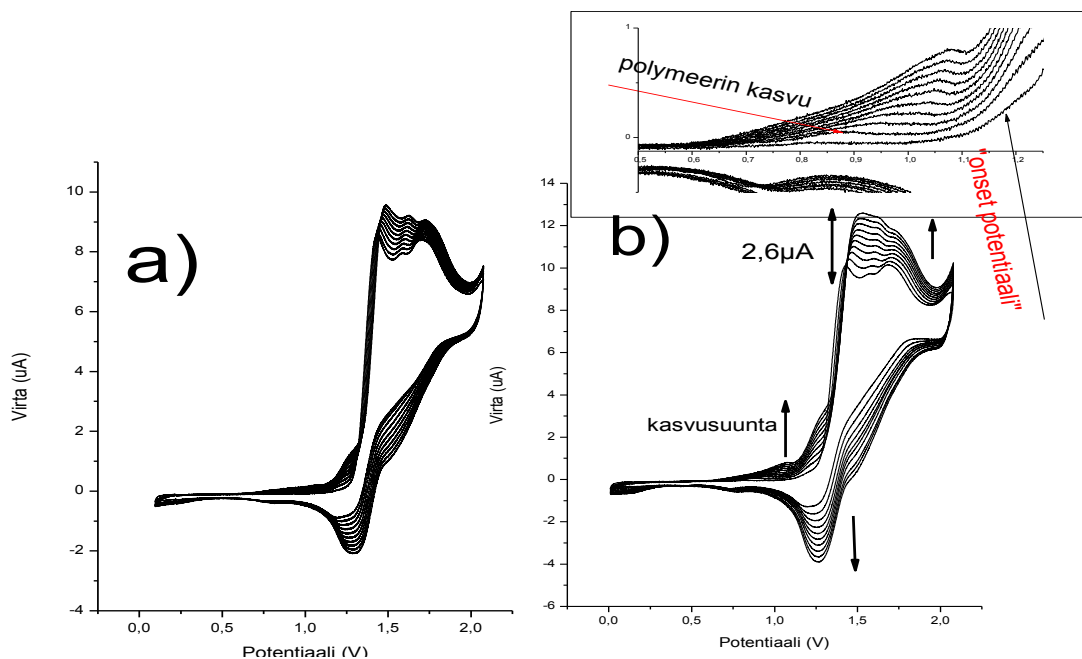 1
polymeerin kasvu
0
0,5 0,6 0,7 0,8 0,9 1,0 1,1 1,2
"onset potentiaali"
a)
10
8
6
4
2
0
-2
-4
Virta (uA)
0,0 0,5 1,0 1,5 2,0
Potentiaali (V)
b)
2,6µA
kasvusuunta
14
12
10
8
6
4
2
0
-2
-4
-6
Virta (uA)
0,0 0,5 1,0 1,5 2,0
Potentiaali (V)